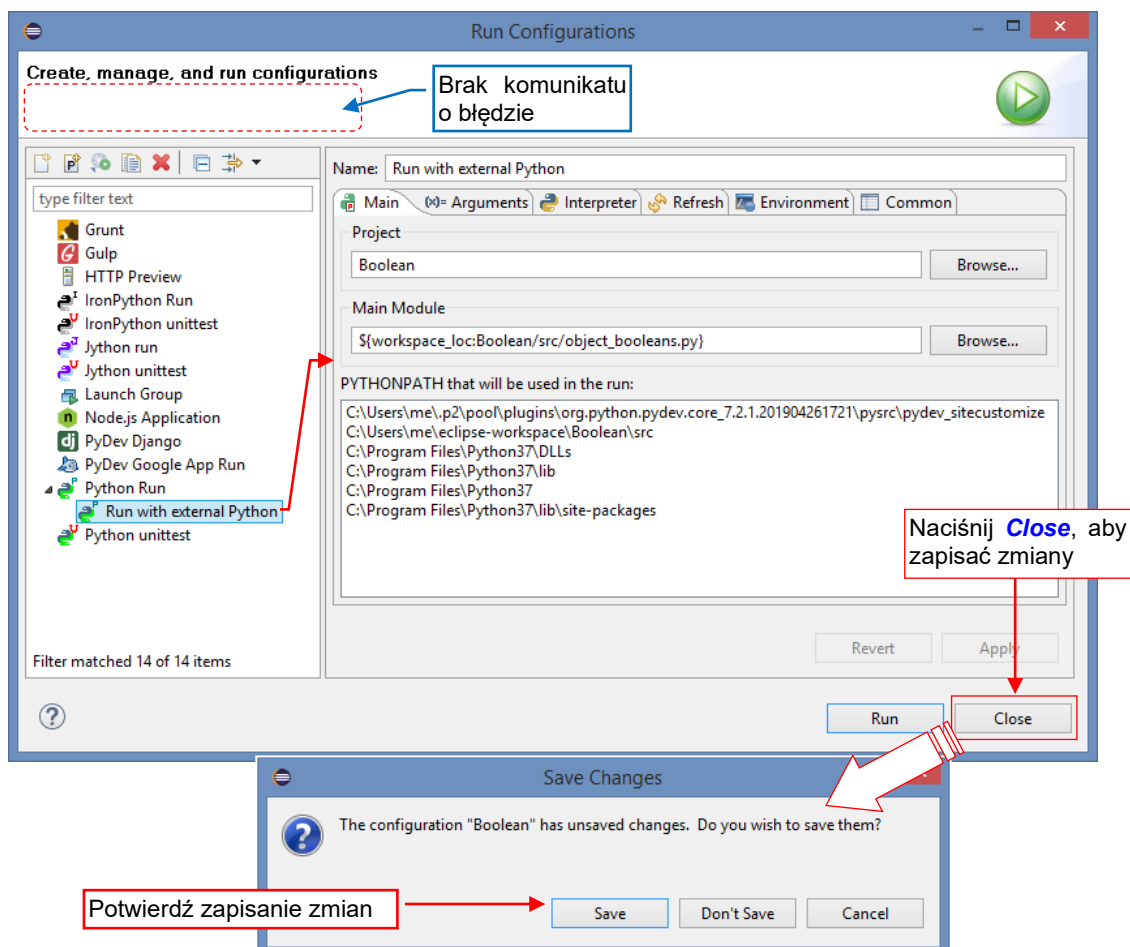 Run Configurations
Create, manage, and run configurations
Brak komunikatu
o błędzie
type filter text
Grunt
Gulp
HTTP Preview
IronPython Run
IronPython unittest
Jython run
Jython unittest
Launch Group
Node.js Application
PyDev Django
PyDev Google App Run
Python Run
Run with external Python
Python unittest
Filter matched 14 of 14 items
Name: Run with external Python
Main (x)= Arguments Interpreter Refresh Environment Common
Project
Boolean Browse...
Main Module
${workspace_loc:Boolean/src/object_booleans.py} Browse...
PYTHONPATH that will be used in the run:
C:\Users\me\.p2\pool\plugins\org.python.pydev.core_7.2.1.201904261721\pysrc\pydev_sitecustomize
C:\Users\me\eclipse-workspace\Boolean\src
C:\Program Files\Python37\DLLs
C:\Program Files\Python37\lib
C:\Program Files\Python37
C:\Program Files\Python37\lib\site-packages
Naciśnij Close, aby
zapisać zmiany
Revert Apply
Run Close
Save Changes
The configuration "Boolean" has unsaved changes. Do you wish to save them?
Potwierdź zapisanie zmian
Save Don't Save Cancel